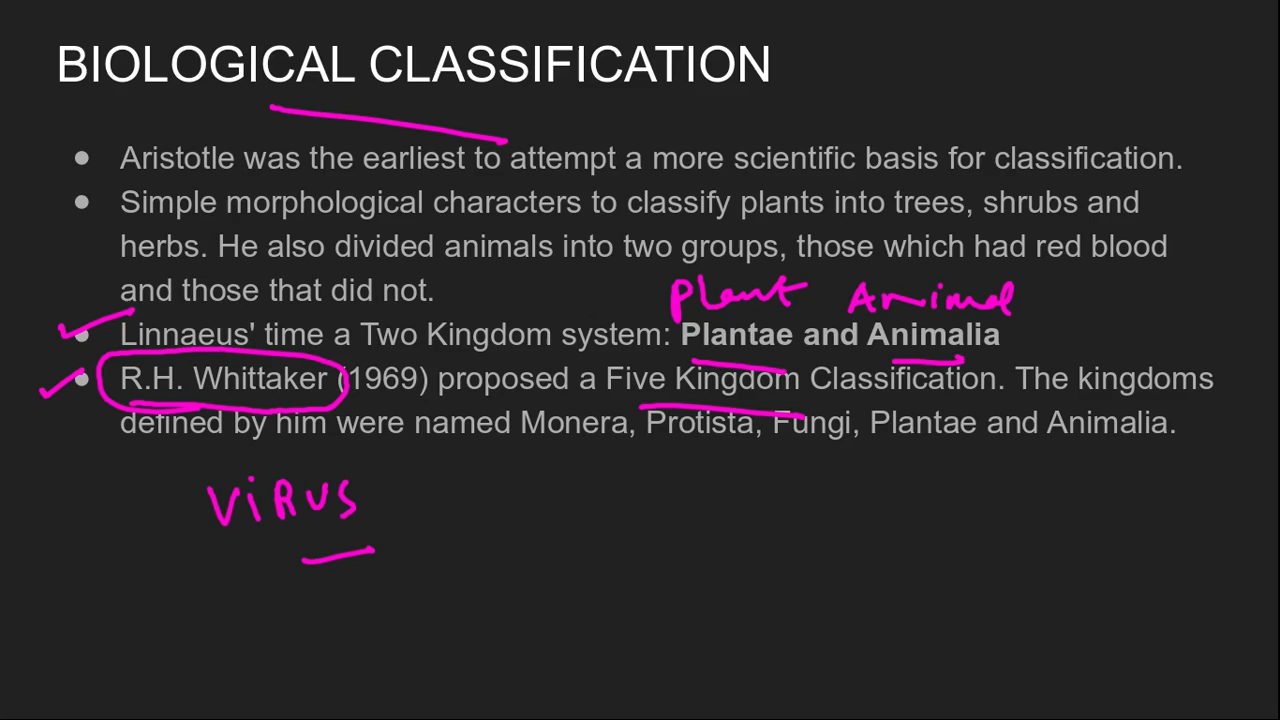 BIOLOGICAL CLASSIFICATION
● Aristotle was the earliest to attempt a more scientific basis for classification.
● Simple morphological characters to classify plants into trees, shrubs and
herbs. He also divided animals into two groups, those which had red blood
and those that did not.
Plant Animal
● Linnaeus' time a Two Kingdom system: Plantae and Animalia
● R.H. Whittaker (1969) proposed a Five Kingdom Classification. The kingdoms
defined by him were named Monera, Protista, Fungi, Plantae and Animalia.
ViRUS